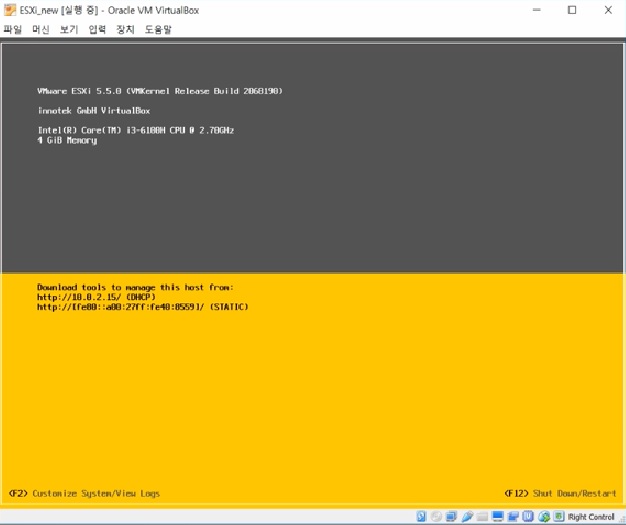 ESXi_new [실행 중] - Oracle VM VirtualBox
파일 머신 보기 입력 장치 도움말
VMware ESXi 5.5.0 (VMKernel Release Build 2068190)
innotek GmbH VirtualBox
Intel(R) Core(TM) i3-6100H CPU @ 2.70GHz
4 GiB Memory
Download tools to manage this host from:
http://10.0.2.15/ (DHCP)
http://[fe80::a00:27ff:fe40:8559]/ (STATIC)
<F2> Customize System/View Logs
<F12> Shut Down/Restart
Right Control